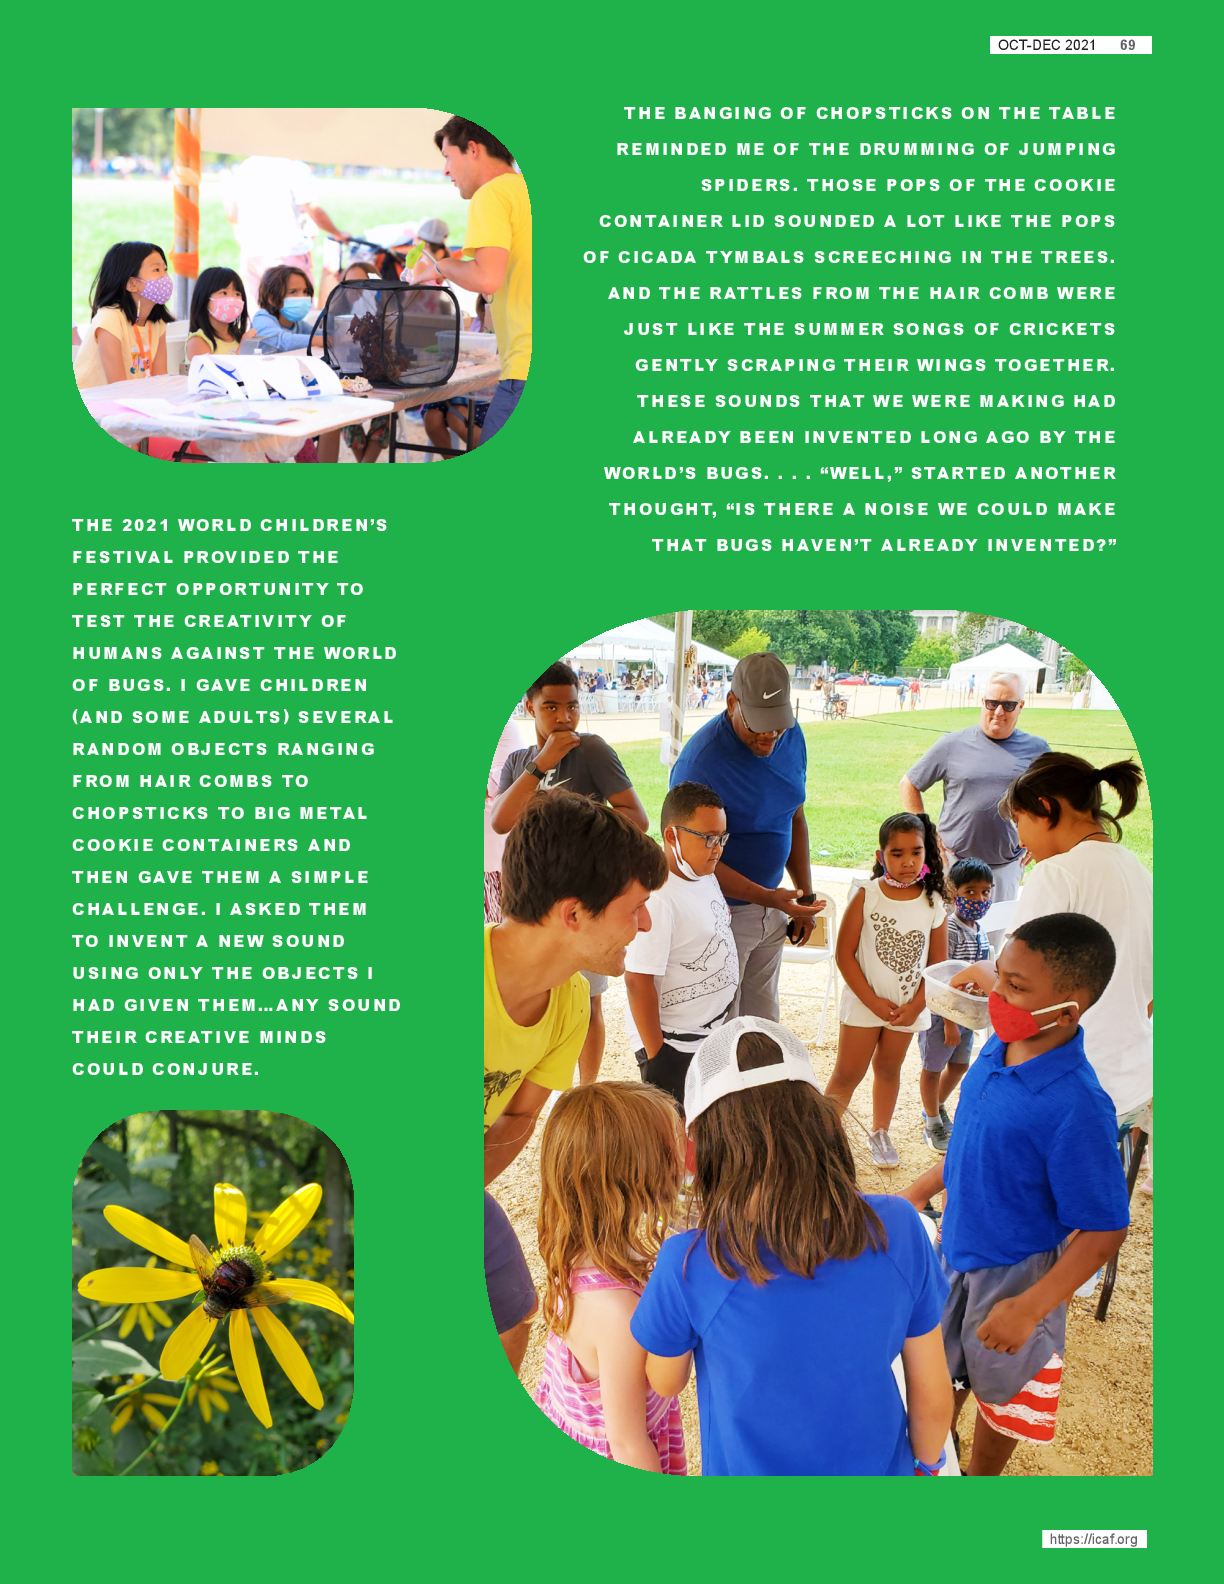 OCT-DEC 2021 69
THE BANGING OF CHOPSTICKS ON THE TABLE
REMINDED ME OF THE DRUMMING OF JUMPING
SPIDERS. THOSE POPS OF THE COOKIE
CONTAINER LID SOUNDED A LOT LIKE THE POPS
OF CICADA TYMBALS SCREECHING IN THE TREES.
AND THE RATTLES FROM THE HAIR COMB WERE
JUST LIKE THE SUMMER SONGS OF CRICKETS
GENTLY SCRAPING THEIR WINGS TOGETHER.
THESE SOUNDS THAT WE WERE MAKING HAD
ALREADY BEEN INVENTED LONG AGO BY THE
WORLD’S BUGS. . . . “WELL,” STARTED ANOTHER
THOUGHT, “IS THERE A NOISE WE COULD MAKE
THAT BUGS HAVEN’T ALREADY INVENTED?”
THE 2021 WORLD CHILDREN’S
FESTIVAL PROVIDED THE
PERFECT OPPORTUNITY TO
TEST THE CREATIVITY OF
HUMANS AGAINST THE WORLD
OF BUGS. I GAVE CHILDREN
(AND SOME ADULTS) SEVERAL
RANDOM OBJECTS RANGING
FROM HAIR COMBS TO
CHOPSTICKS TO BIG METAL
COOKIE CONTAINERS AND
THEN GAVE THEM A SIMPLE
CHALLENGE. I ASKED THEM
TO INVENT A NEW SOUND
USING ONLY THE OBJECTS I
HAD GIVEN THEM…ANY SOUND
THEIR CREATIVE MINDS
COULD CONJURE.
https://icaf.org